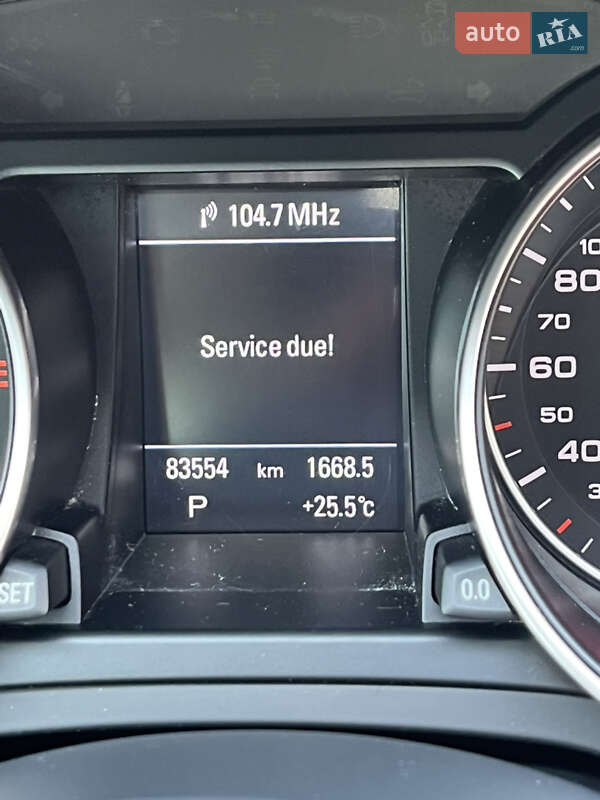 auto RIA .com
104.7 MHz
Service due!
83554 km 1668.5
P +25.5°C
SET 0.0
80
70
60
50
40